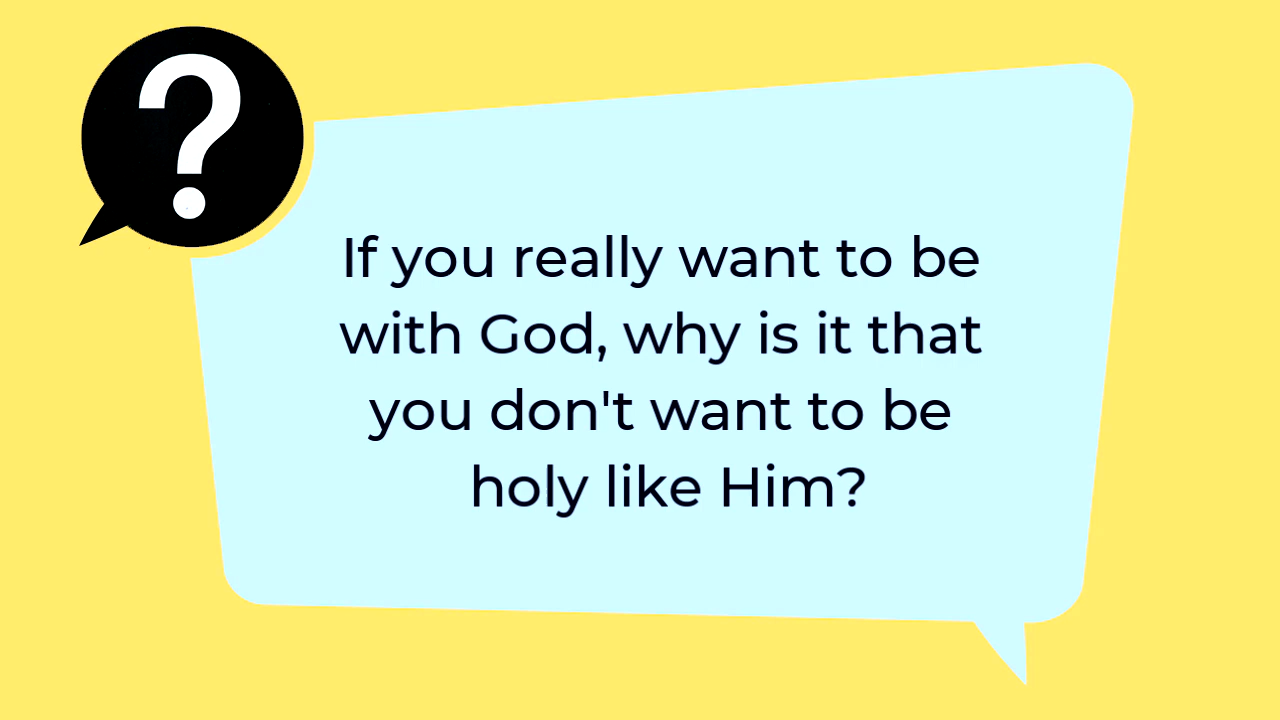 ?
If you really want to be
with God, why is it that
you don't want to be
holy like Him?